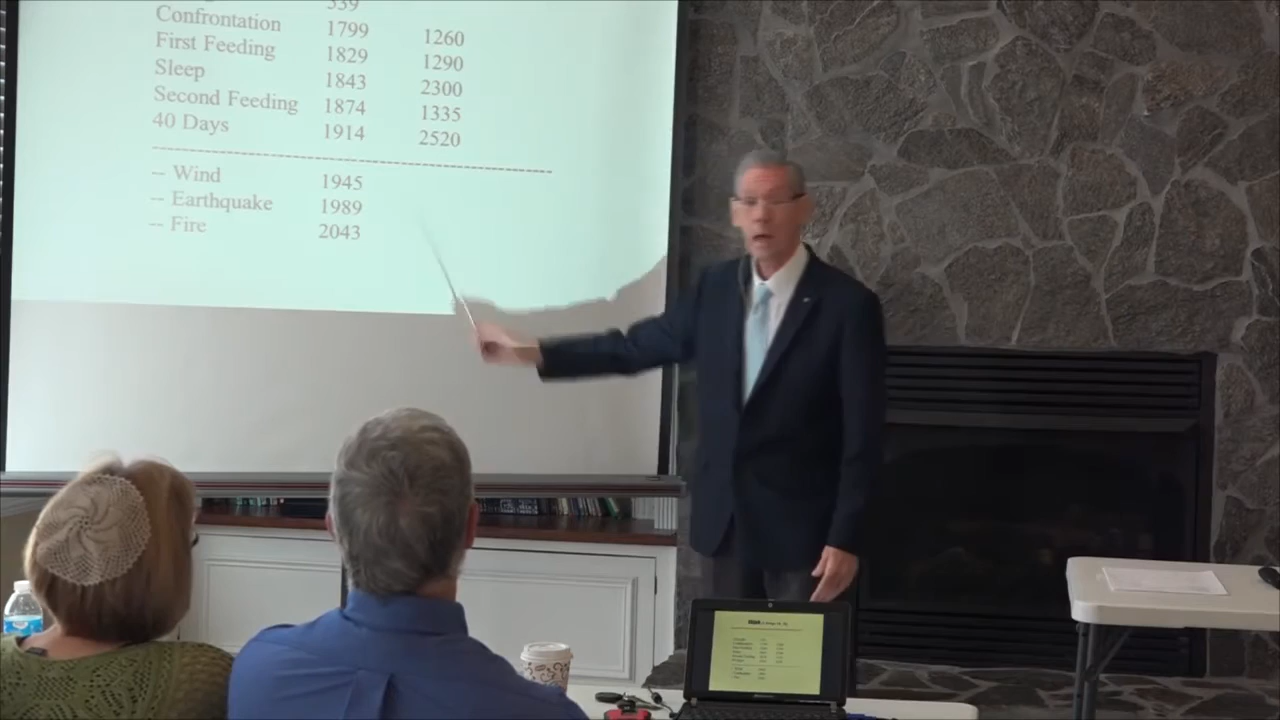 539
Confrontation 1799 1260
First Feeding 1829 1290
Sleep 1843 2300
Second Feeding 1874 1335
40 Days 1914 2520
-- Wind 1945
-- Earthquake 1989
-- Fire 2043